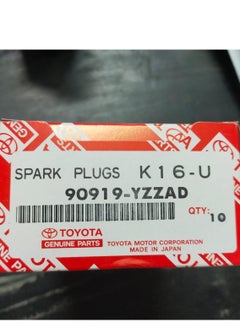 SPARK PLUGS K16-U
90919-YZZAD
QTY: 10
TOYOTA
GENUINE PARTS
TOYOTA MOTOR CORPORATION
MADE IN JAPAN